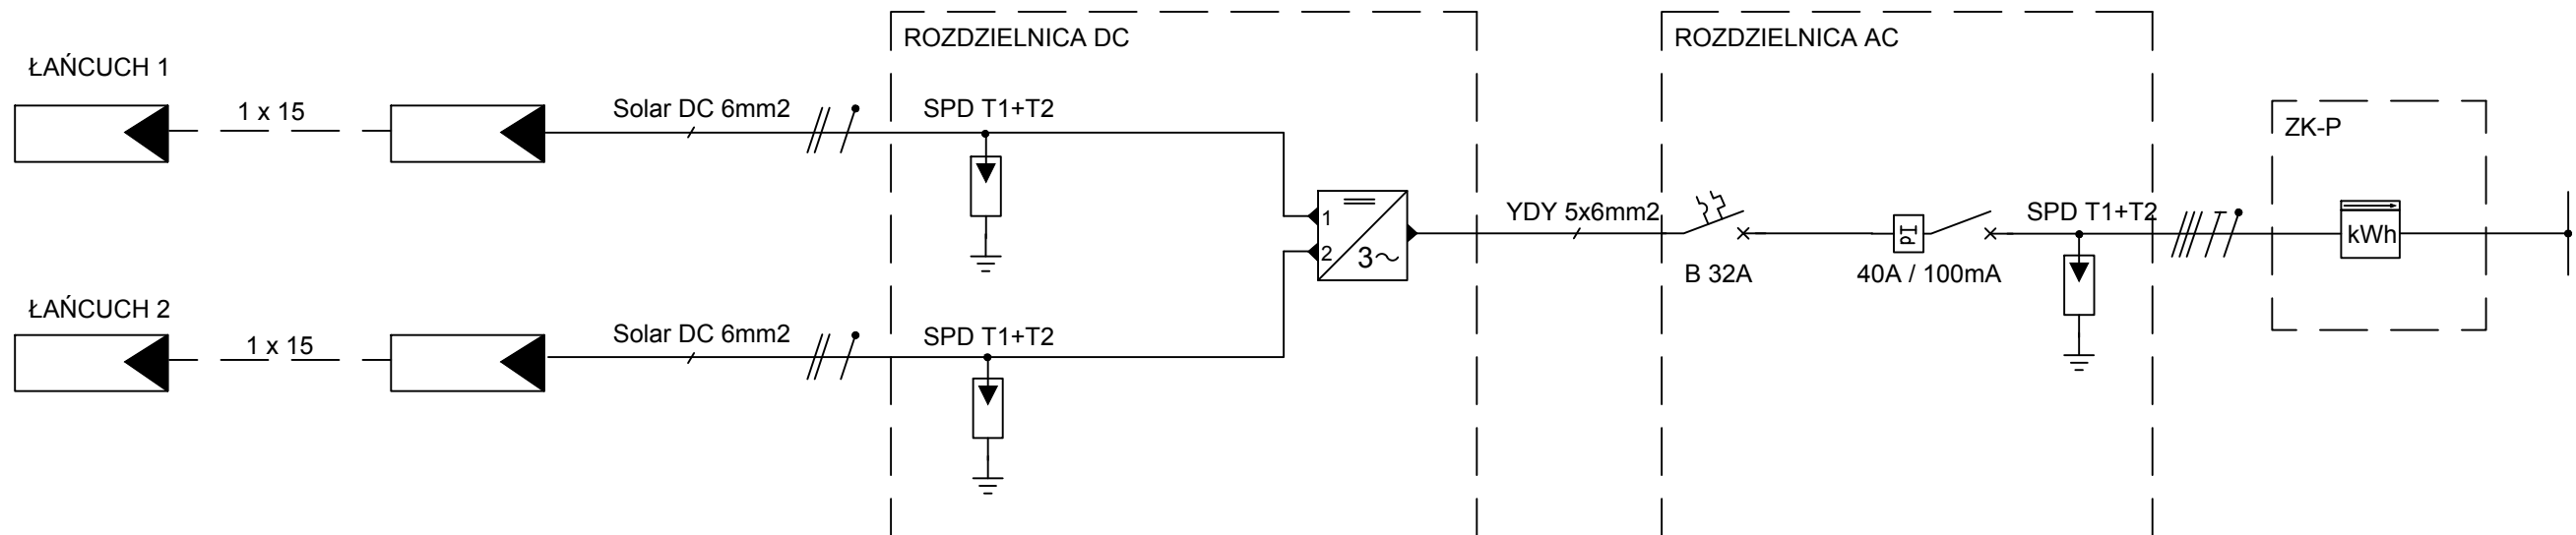 ROZDZIELNICA DC
ROZDZIELNICA AC
ŁAŃCUCH 1
1 x 15
Solar DC 6mm2
SPD T1+T2
ZK-P
1
2
3~
YDY 5x6mm2
B 32A
Id
40A / 100mA
SPD T1+T2
kWh
ŁAŃCUCH 2
1 x 15
Solar DC 6mm2
SPD T1+T2